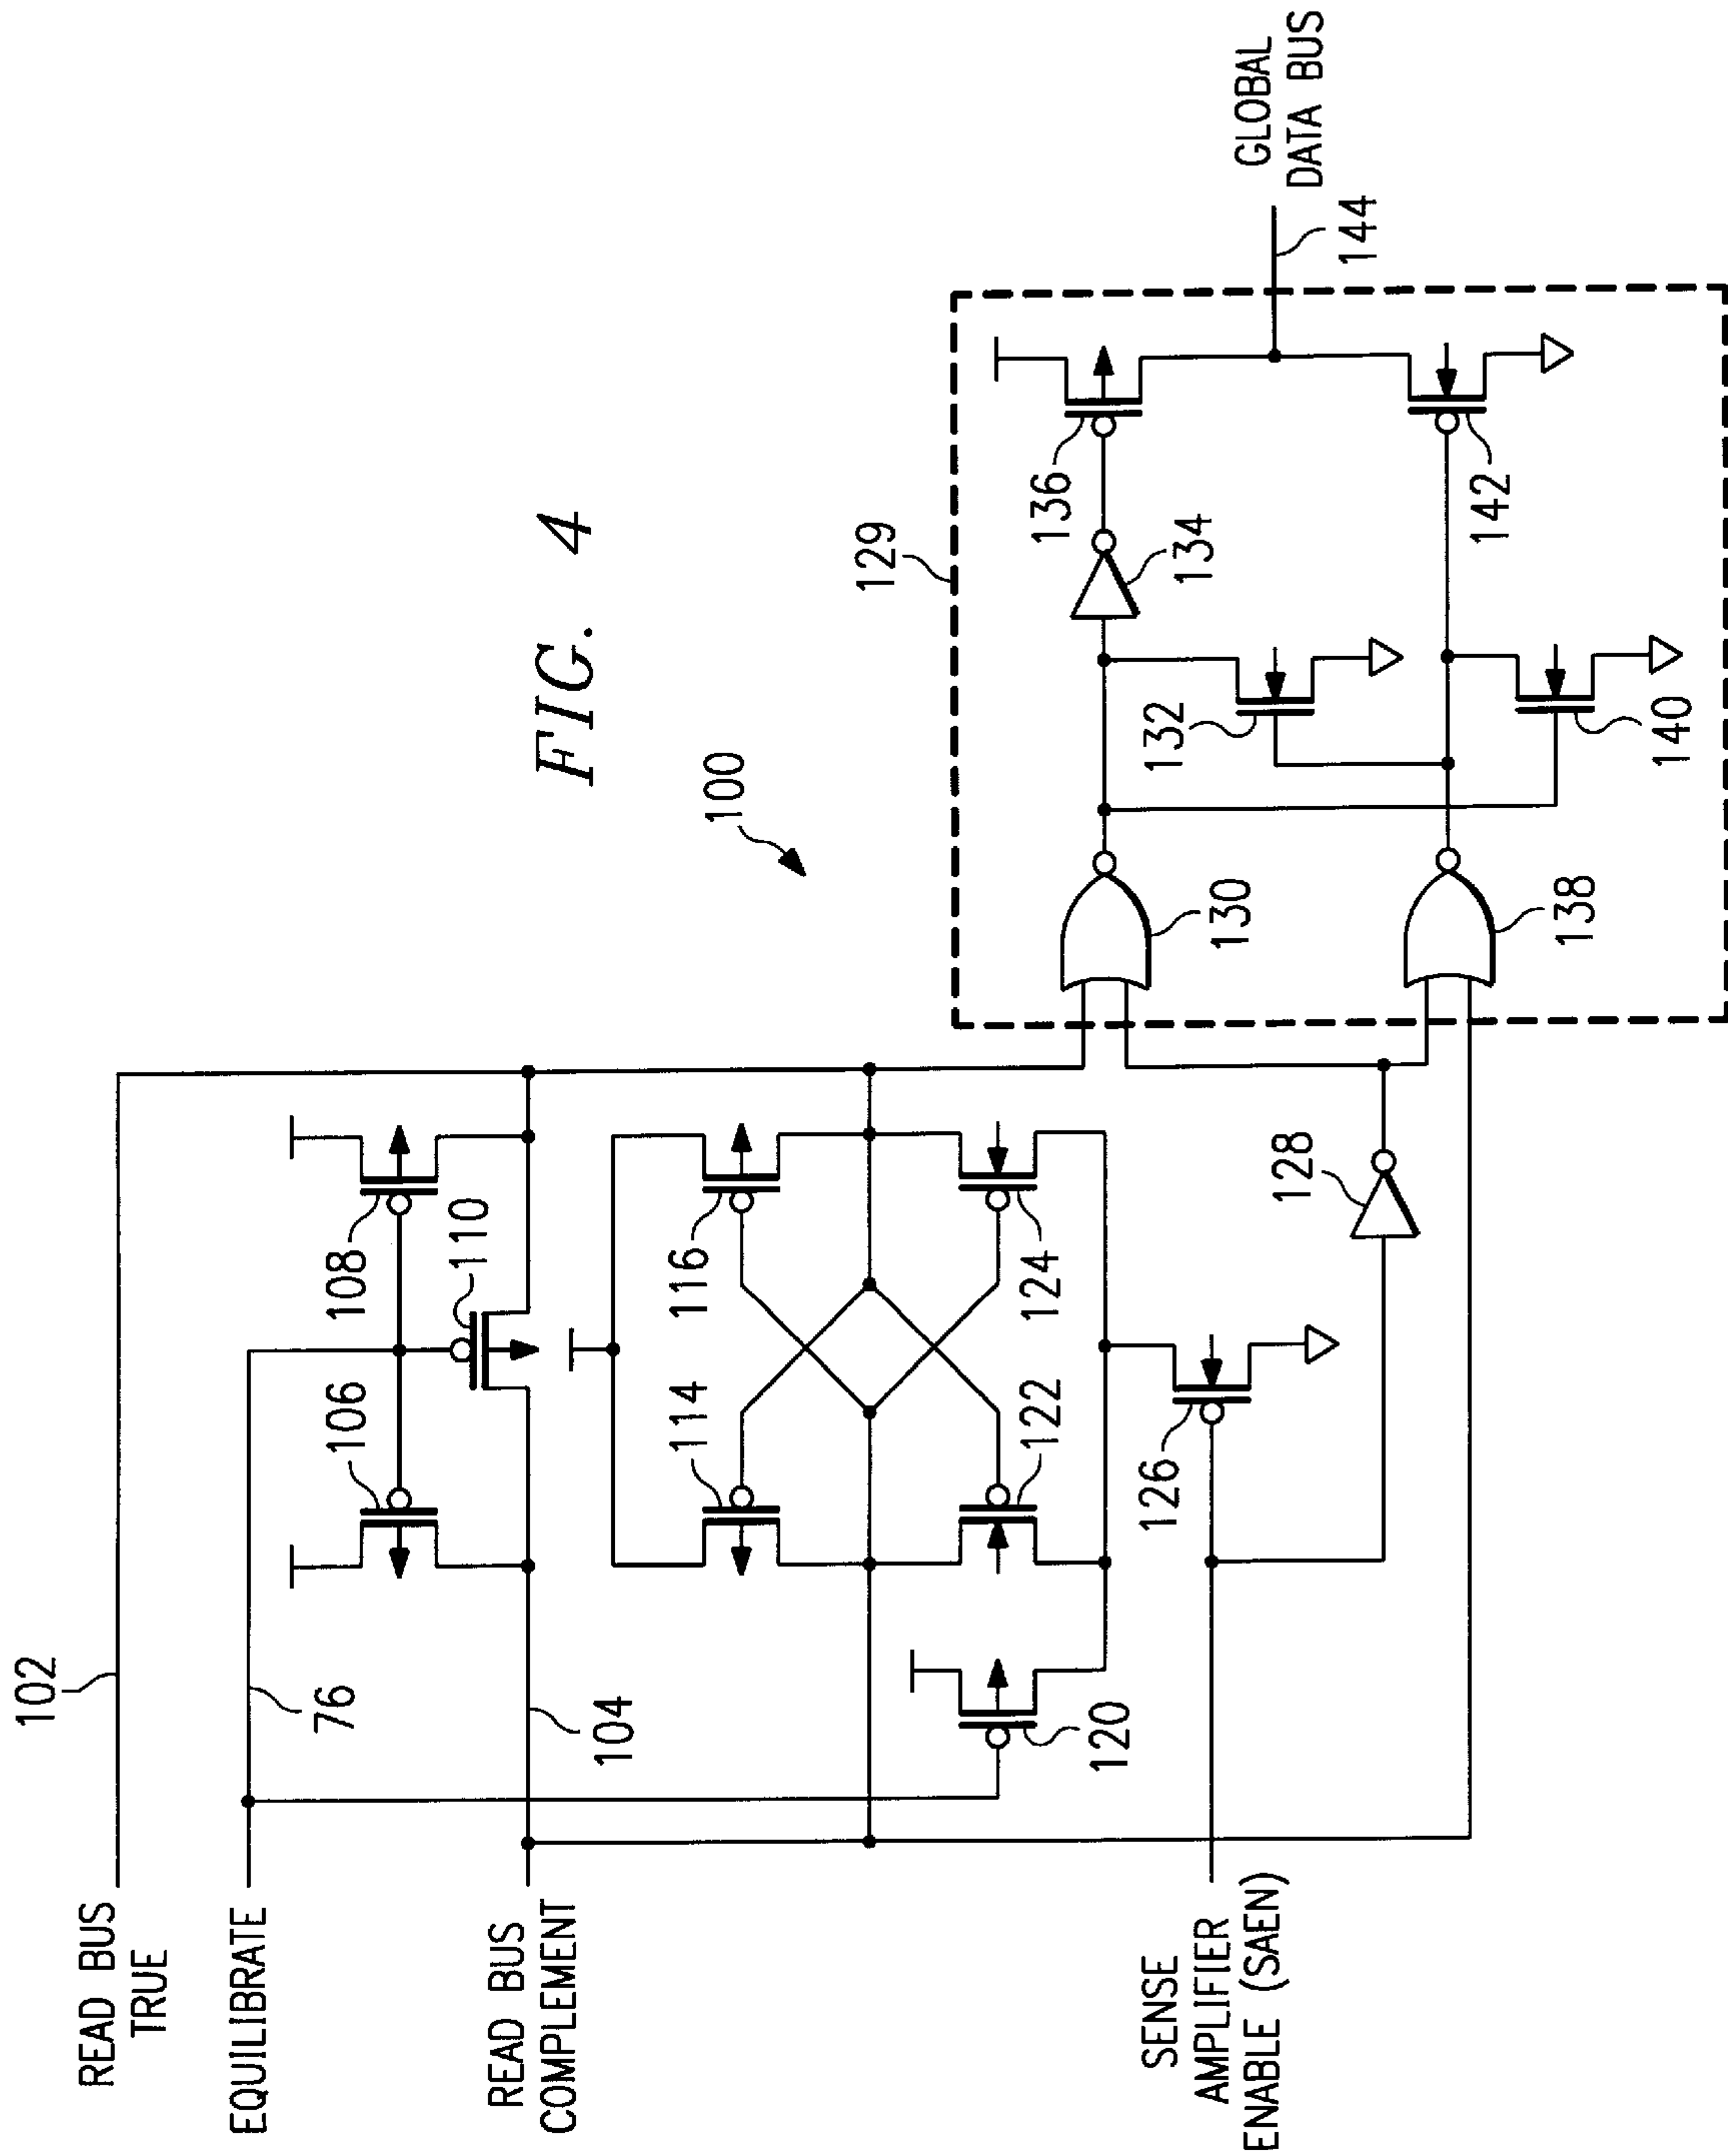 FIG. 4
100
READ BUS
TRUE
102
EQUILIBRATE
76
READ BUS
COMPLEMENT
104
106
108
110
114
116
120
122
124
SENSE
AMPLIFIER
ENABLE (SAEN)
126
128
129
130
132
134
136
138
140
142
144
GLOBAL
DATA BUS